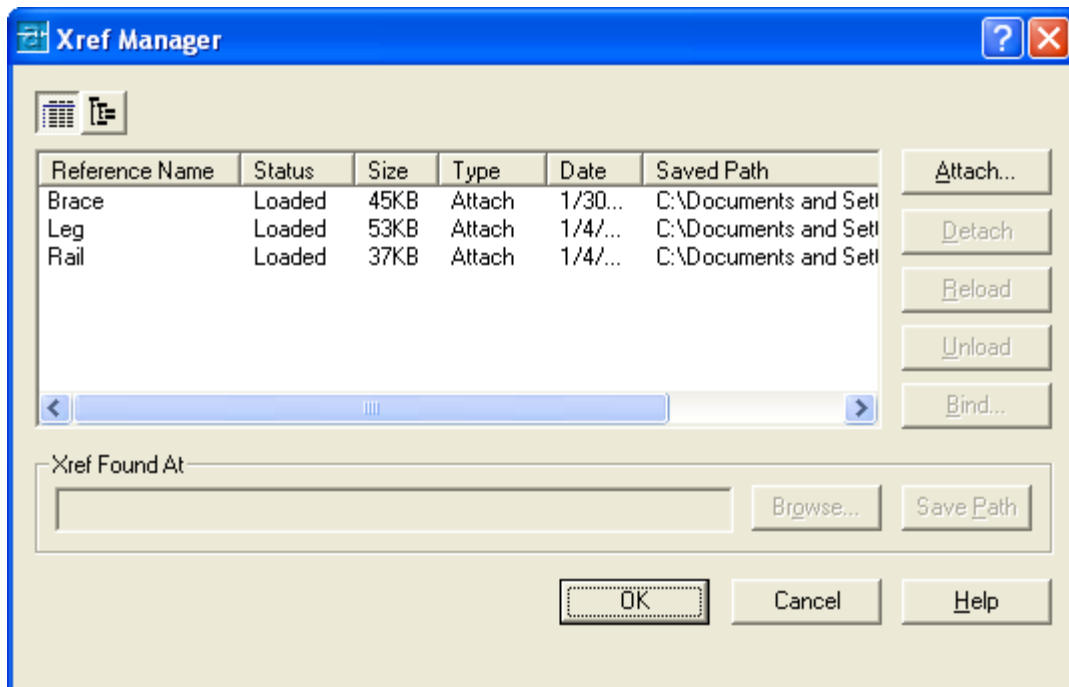 Xref Manager
Reference Name Status Size Type Date Saved Path
Brace Loaded 45KB Attach 1/30... C:\Documents and Sett
Leg Loaded 53KB Attach 1/4/... C:\Documents and Sett
Rail Loaded 37KB Attach 1/4/... C:\Documents and Sett
Attach...
Detach
Reload
Unload
Bind...
Xref Found At
Browse... Save Path
OK Cancel Help